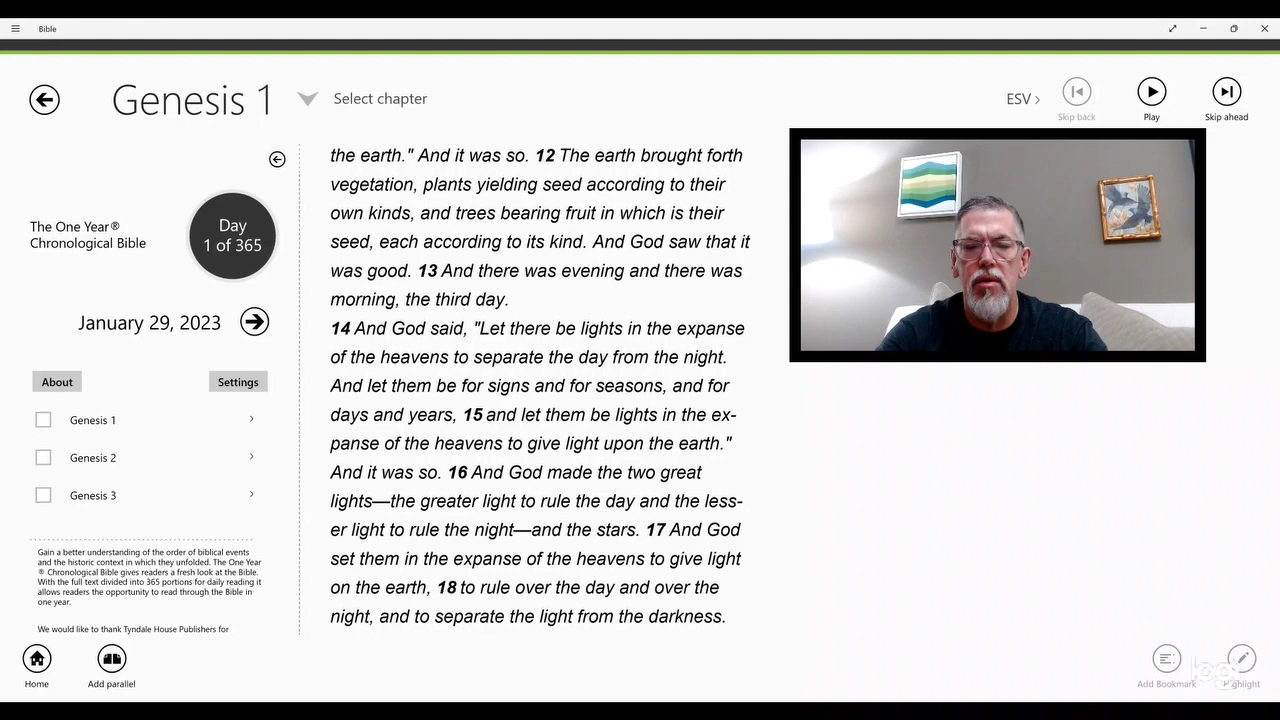 Bible
Genesis 1
Select chapter
ESV
Skip back
Play
Skip ahead
The One Year®
Chronological Bible
Day
1 of 365
January 29, 2023
About
Settings
Genesis 1
Genesis 2
Genesis 3
Gain a better understanding of the order of biblical events
and the historic context in which they unfolded. The One Year
® Chronological Bible gives readers a fresh look at the Bible.
With the full text divided into 365 portions for daily reading it
allows readers the opportunity to read through the Bible in
one year.
We would like to thank Tyndale House Publishers for
the earth." And it was so. 12 The earth brought forth
vegetation, plants yielding seed according to their
own kinds, and trees bearing fruit in which is their
seed, each according to its kind. And God saw that it
was good. 13 And there was evening and there was
morning, the third day.
14 And God said, "Let there be lights in the expanse
of the heavens to separate the day from the night.
And let them be for signs and for seasons, and for
days and years, 15 and let them be lights in the ex-
panse of the heavens to give light upon the earth."
And it was so. 16 And God made the two great
lights—the greater light to rule the day and the less-
er light to rule the night—and the stars. 17 And God
set them in the expanse of the heavens to give light
on the earth, 18 to rule over the day and over the
night, and to separate the light from the darkness.
Home
Add parallel
Add Bookmark
Highlight
logi